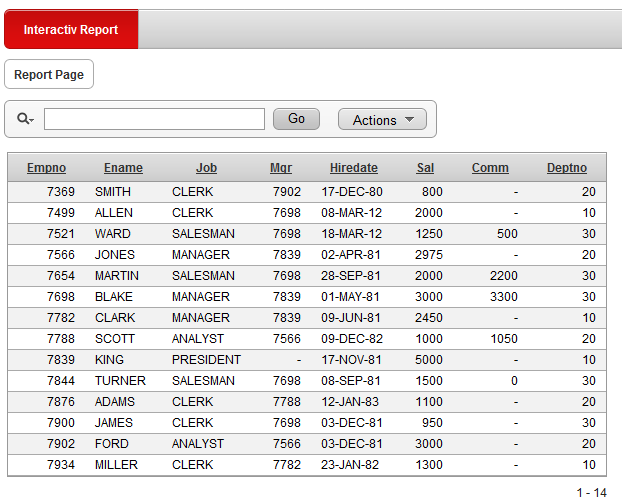 Interactiv Report
Report Page
Go Actions
Empno Ename Job Mgr Hiredate Sal Comm Deptno
7369 SMITH CLERK 7902 17-DEC-80 800 - 20
7499 ALLEN CLERK 7698 08-MAR-12 2000 - 10
7521 WARD SALESMAN 7698 18-MAR-12 1250 500 30
7566 JONES MANAGER 7839 02-APR-81 2975 - 20
7654 MARTIN SALESMAN 7698 28-SEP-81 2000 2200 30
7698 BLAKE MANAGER 7839 01-MAY-81 3000 3300 30
7782 CLARK MANAGER 7839 09-JUN-81 2450 - 10
7788 SCOTT ANALYST 7566 09-DEC-82 1000 1050 20
7839 KING PRESIDENT - 17-NOV-81 5000 - 10
7844 TURNER SALESMAN 7698 08-SEP-81 1500 0 30
7876 ADAMS CLERK 7788 12-JAN-83 1100 - 20
7900 JAMES CLERK 7698 03-DEC-81 950 - 30
7902 FORD ANALYST 7566 03-DEC-81 3000 - 20
7934 MILLER CLERK 7782 23-JAN-82 1300 - 10
1 - 14